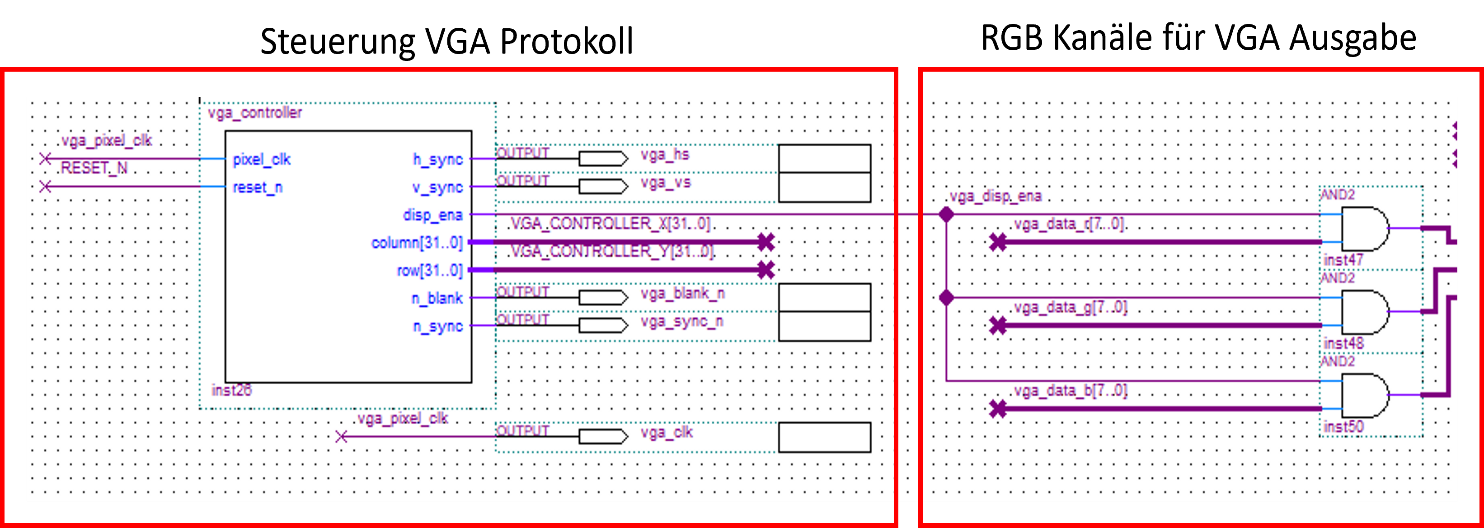 Steuerung VGA Protokoll
RGB Kanäle für VGA Ausgabe
vga_controller
vga_pixel_clk
RESET_N
pixel_clk
reset_n
h_sync
v_sync
disp_ena
column[31..0]
row[31..0]
n_blank
n_sync
inst26
OUTPUT
vga_hs
OUTPUT
vga_vs
VGA_CONTROLLER_X[31..0]
VGA_CONTROLLER_Y[31..0]
OUTPUT
vga_blank_n
OUTPUT
vga_sync_n
vga_pixel_clk
OUTPUT
vga_clk
vga_disp_ena
vga_data_r[7..0]
AND2
inst47
vga_data_g[7..0]
AND2
inst48
vga_data_b[7..0]
AND2
inst50